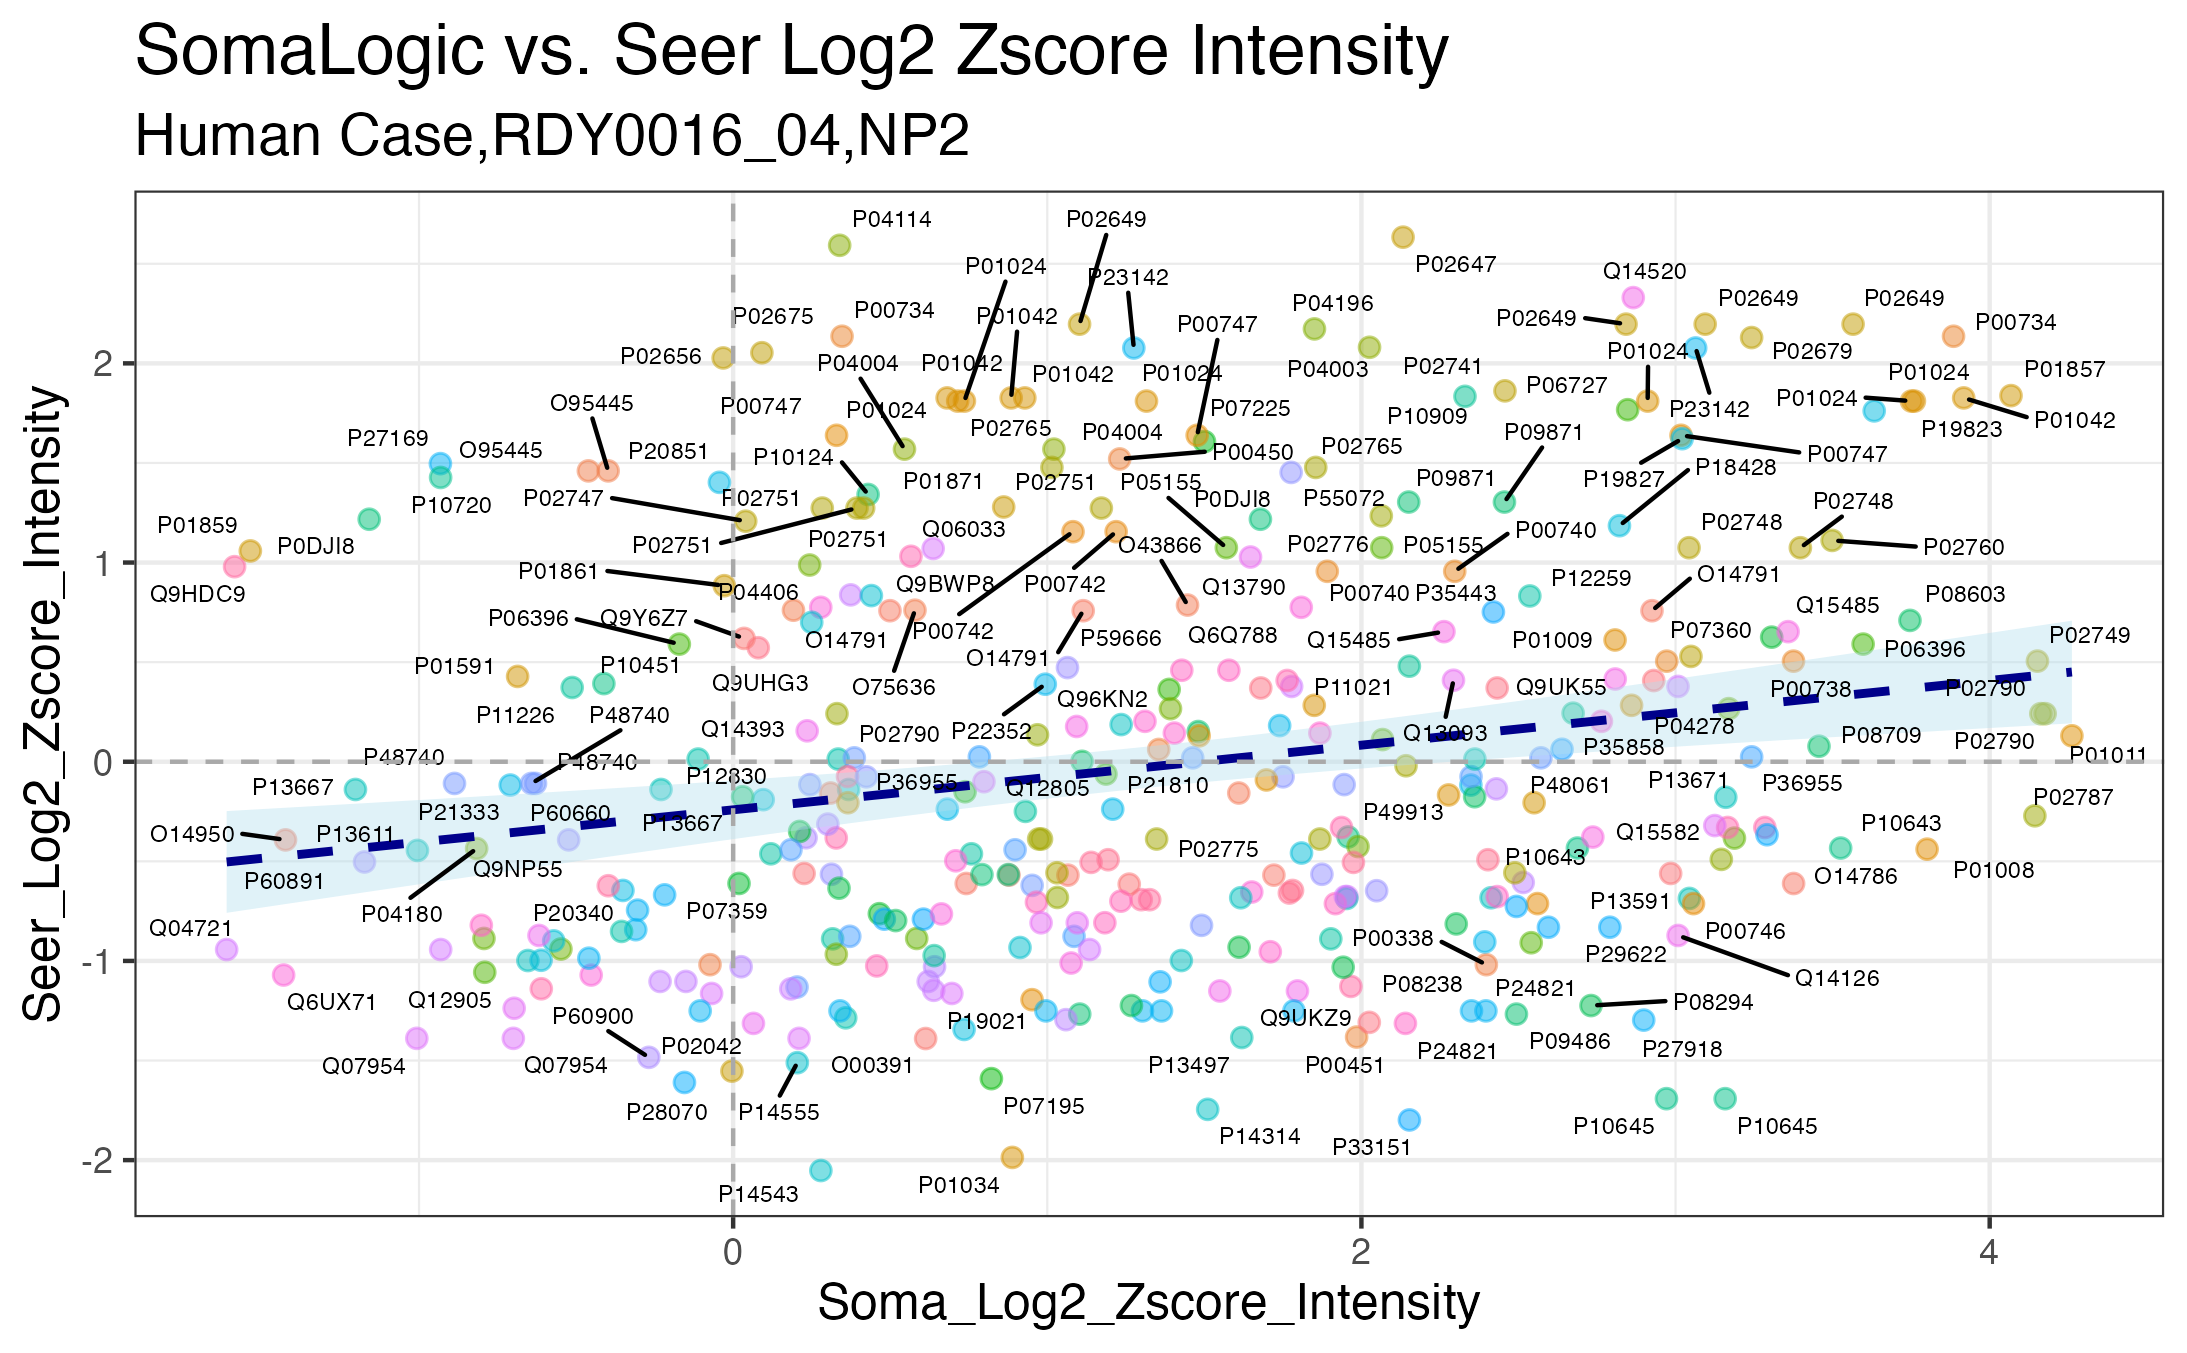 SomaLogic vs. Seer Log2 Zscore Intensity
Human Case,RDY0016_04,NP2
P04114
P02649
P02647
P01024
P23142
Q14520
P02675
P00734
P01042
P00747
P04196
P02649
P02649
P02649
P00734
P02656
P04004
P01042
P01042
P01024
P04003
P02741
P01024
P02679
P01024
P01857
O95445
P00747
P01024
P02765
P07225
P10909
P06727
P23142
P01024
P19823
P01042
P27169
O95445
P20851
P10124
P04004
P00450
P02765
P09871
P00747
P10720
P02747
P02751
P01871
P02751
P05155
P0DJI8
P55072
P09871
P19827
P18428
P02748
P01859
P0DJI8
P02751
P02751
Q06033
O43866
P02776
P05155
P00740
P02748
P02760
Q9HDC9
P01861
P04406
Q9BWP8
P00742
Q13790
P00740
P35443
P12259
O14791
P06396
Q9Y6Z7
O14791
P00742
P59666
Q6Q788
Q15485
P01009
P07360
Q15485
P08603
P01591
P10451
Q9UHG3
O75636
O14791
Q96KN2
P11021
Q9UK55
P00738
P06396
P02749
P02790
P11226
P48740
Q14393
P02790
P22352
Q13093
P04278
P35858
P08709
P02790
P01011
P48740
P48740
P13667
P12830
P36955
Q12805
P21810
P48061
P13671
P36955
P02787
P21333
P60660
P13667
P49913
Q15582
P10643
O14950
P13611
P60891
Q9NP55
P02775
P10643
O14786
P01008
P04180
P20340
P07359
P13591
Q04721
P00338
P29622
P00746
Q14126
Q6UX71
Q12905
P60900
P02042
P19021
Q9UKZ9
P08238
P24821
P08294
Q07954
Q07954
O00391
P13497
P00451
P24821
P09486
P27918
P28070
P14555
P07195
P14314
P33151
P10645
P10645
P14543
P01034
2
1
0
-1
-2
0
2
4
Seer_Log2_Zscore_Intensity
Soma_Log2_Zscore_Intensity